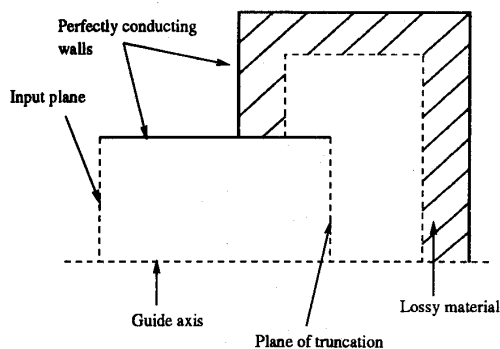 Perfectly conducting
walls
Input plane
Guide axis
Plane of truncation
Lossy material